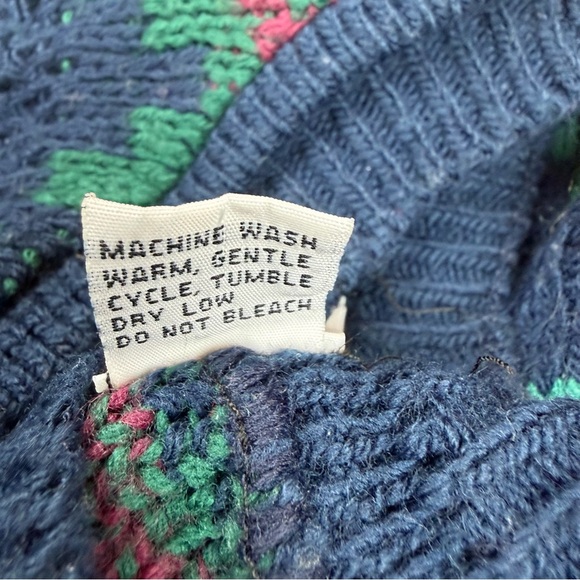 MACHINE WASH
WARM, GENTLE
CYCLE, TUMBLE
DRY LOW
DO NOT BLEACH